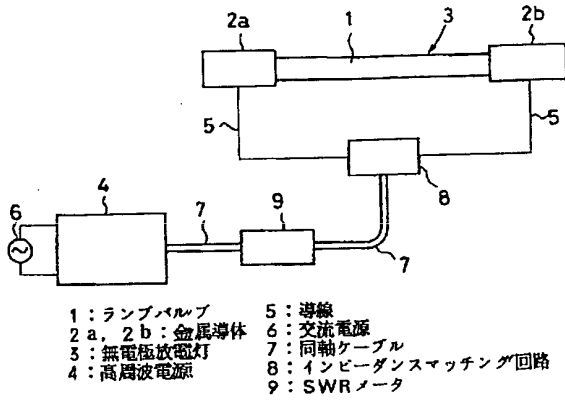 2a
1
3
2b
5
5
8
4
6
7
9
7
1：ランプバルブ
2a，2b：金属導体
3：無電極放電灯
4：高周波電源
5：導線
6：交流電源
7：同軸ケーブル
8：インピーダンスマッチング回路
9：SWRメータ